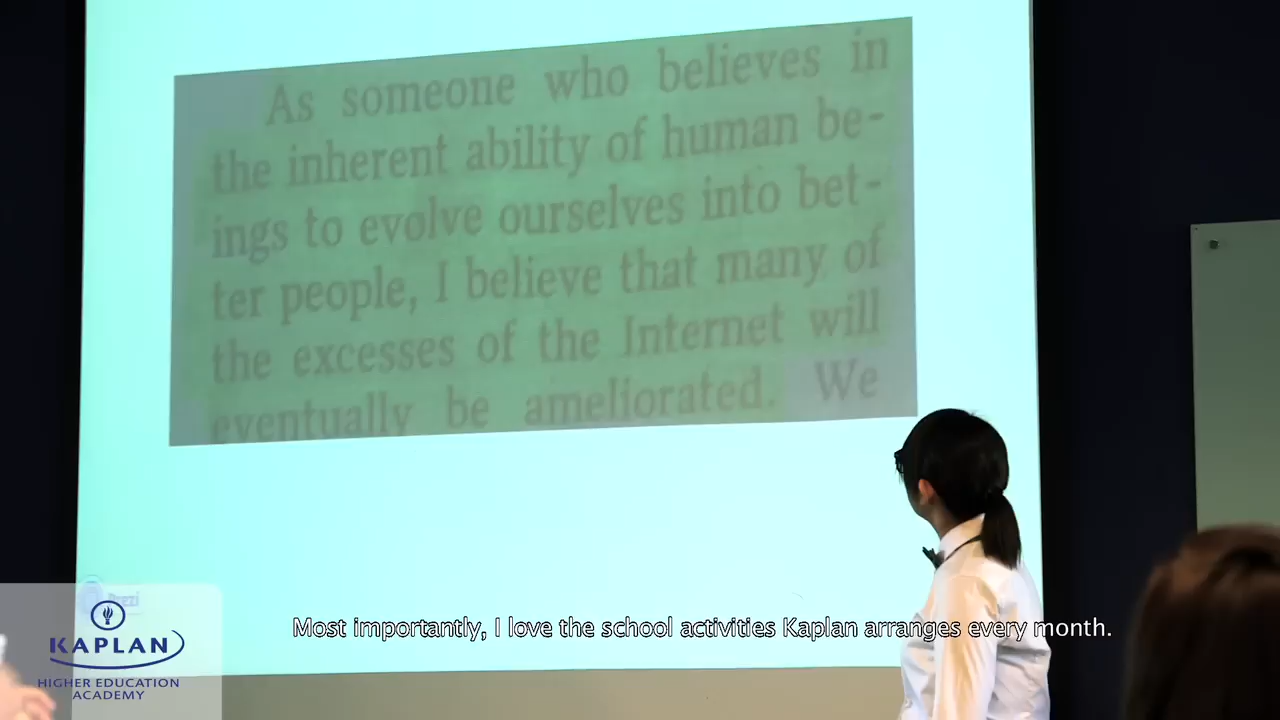 As someone who believes in
the inherent ability of human be-
ings to evolve ourselves into bet-
ter people, I believe that many of
the excesses of the Internet will
eventually be ameliorated. We
Prezi
Most importantly, I love the school activities Kaplan arranges every month.
KAPLAN
HIGHER EDUCATION
ACADEMY